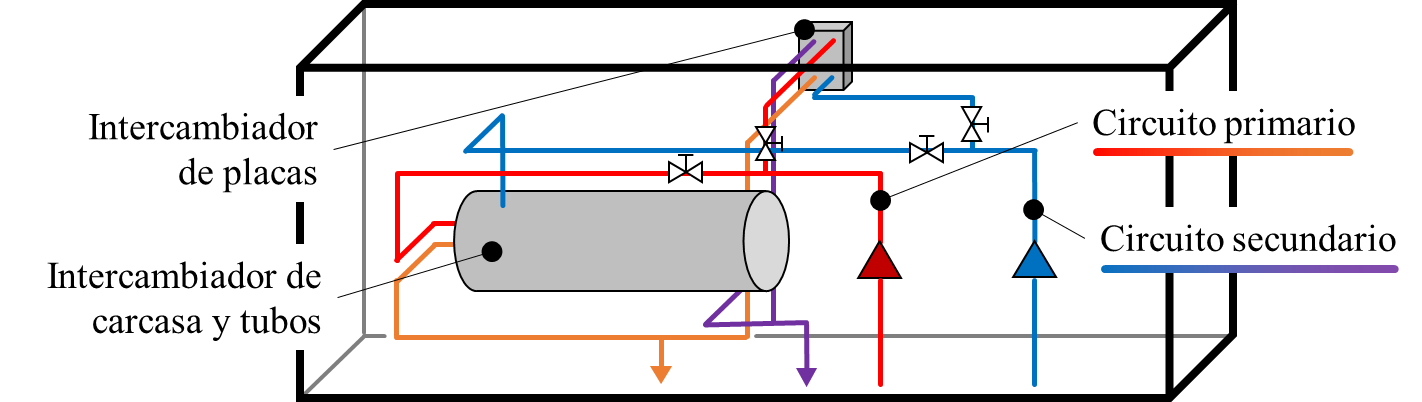 Intercambiador
de placas
Circuito primario
Circuito secundario
Intercambiador de
carcasa y tubos